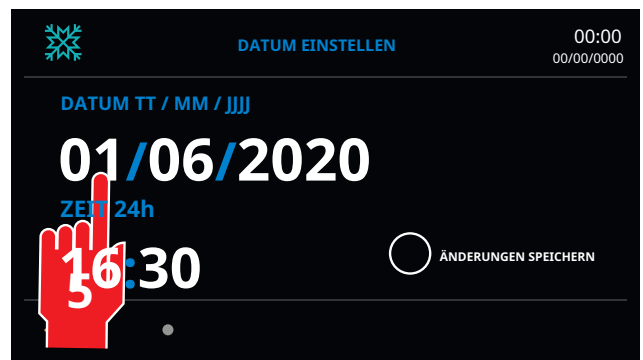 DATUM EINSTELLEN
00:00
00/00/0000
DATUM TT / MM / JJJJ
01/06/2020
ZEIT 24h
16:30
5
ÄNDERUNGEN SPEICHERN